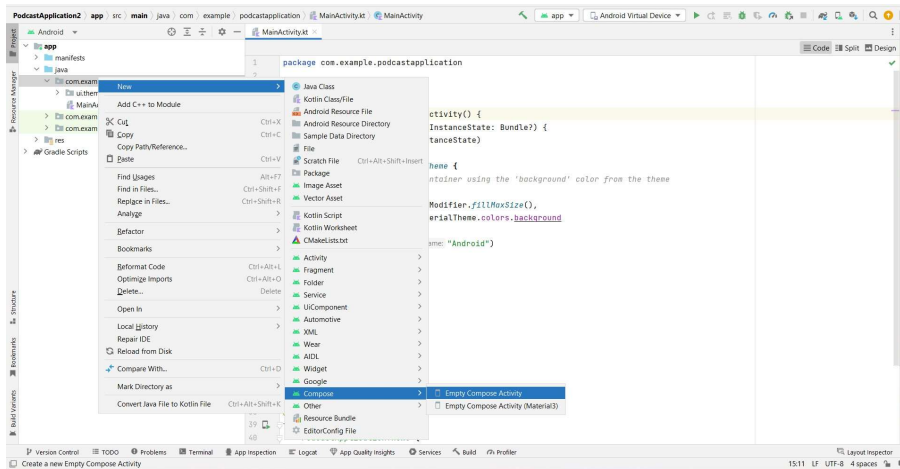 PodcastApplication2 app src main java com example podcastapplication MainActivity.kt MainActivity
app
Android Virtual Device
Android
MainActivity.kt
Code Split Design
Project
Resource Manager
Structure
Bookmarks
Build Variants
app
manifests
java
com.exam
ui.them
MainAc
com.exam
com.exam
res
Gradle Scripts
New
Add C++ to Module
Cut Ctrl+X
Copy Ctrl+C
Copy Path/Reference...
Paste Ctrl+V
Find Usages Alt+F7
Find in Files... Ctrl+Shift+F
Replace in Files... Ctrl+Shift+R
Analyze
Refactor
Bookmarks
Reformat Code Ctrl+Alt+L
Optimize Imports Ctrl+Alt+O
Delete... Delete
Open In
Local History
Repair IDE
Reload from Disk
Compare With... Ctrl+D
Mark Directory as
Convert Java File to Kotlin File Ctrl+Alt+Shift+K
Java Class
Kotlin Class/File
Android Resource File
Android Resource Directory
Sample Data Directory
File
Scratch File Ctrl+Alt+Shift+Insert
Package
Image Asset
Vector Asset
Kotlin Script
Kotlin Worksheet
CMakeLists.txt
Activity
Fragment
Folder
Service
UiComponent
Automotive
XML
Wear
AIDL
Widget
Google
Compose
Other
Resource Bundle
EditorConfig File
Empty Compose Activity
Empty Compose Activity (Material3)
1 package com.example.podcastapplication
2
ctivity() {
InstanceState: Bundle?) {
tanceState)
heme {
ntainer using the 'background' color from the theme
Modifier.fillMaxSize(),
erialTheme.colors.background
ame: "Android")
39
40
Version Control TODO Problems Terminal App Inspection Logcat App Quality Insights Services Build Profiler Layout Inspector
Create a new Empty Compose Activity 15:11 LF UTF-8 4 spaces